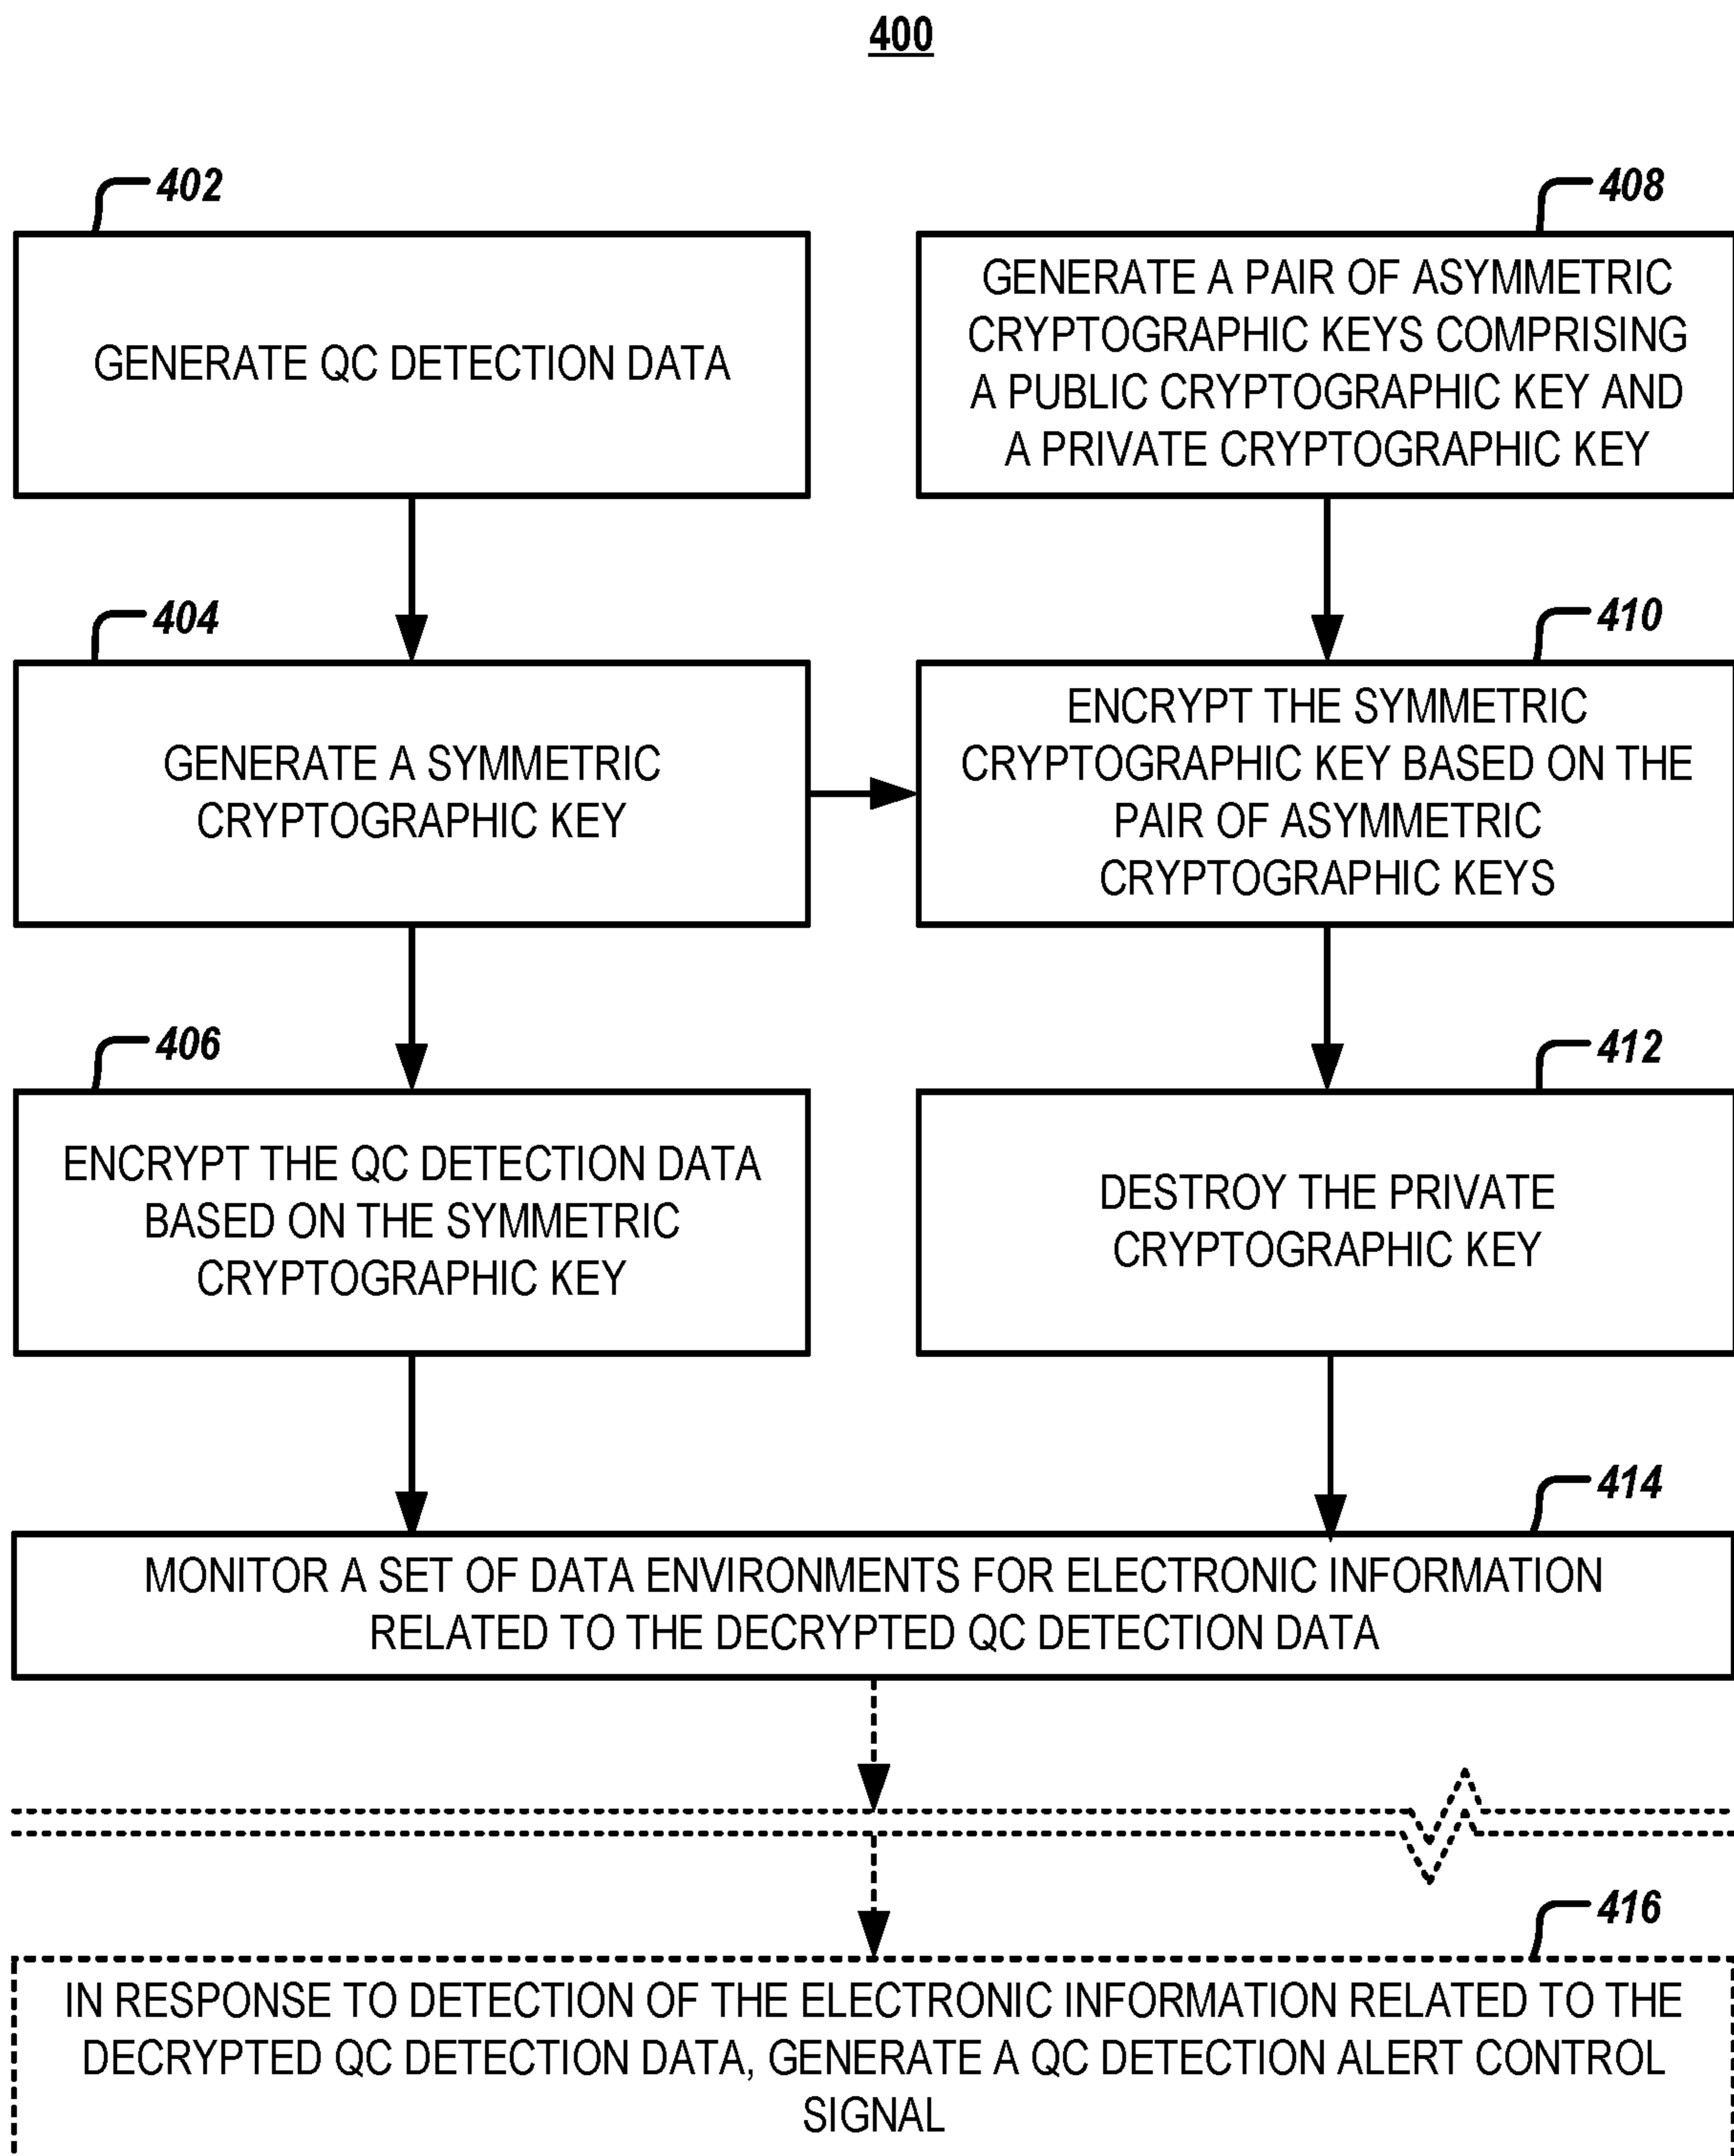 400
402
GENERATE QC DETECTION DATA
408
GENERATE A PAIR OF ASYMMETRIC
CRYPTOGRAPHIC KEYS COMPRISING
A PUBLIC CRYPTOGRAPHIC KEY AND
A PRIVATE CRYPTOGRAPHIC KEY
404
GENERATE A SYMMETRIC
CRYPTOGRAPHIC KEY
410
ENCRYPT THE SYMMETRIC
CRYPTOGRAPHIC KEY BASED ON THE
PAIR OF ASYMMETRIC
CRYPTOGRAPHIC KEYS
406
ENCRYPT THE QC DETECTION DATA
BASED ON THE SYMMETRIC
CRYPTOGRAPHIC KEY
412
DESTROY THE PRIVATE
CRYPTOGRAPHIC KEY
414
MONITOR A SET OF DATA ENVIRONMENTS FOR ELECTRONIC INFORMATION
RELATED TO THE DECRYPTED QC DETECTION DATA
416
IN RESPONSE TO DETECTION OF THE ELECTRONIC INFORMATION RELATED TO THE
DECRYPTED QC DETECTION DATA, GENERATE A QC DETECTION ALERT CONTROL
SIGNAL